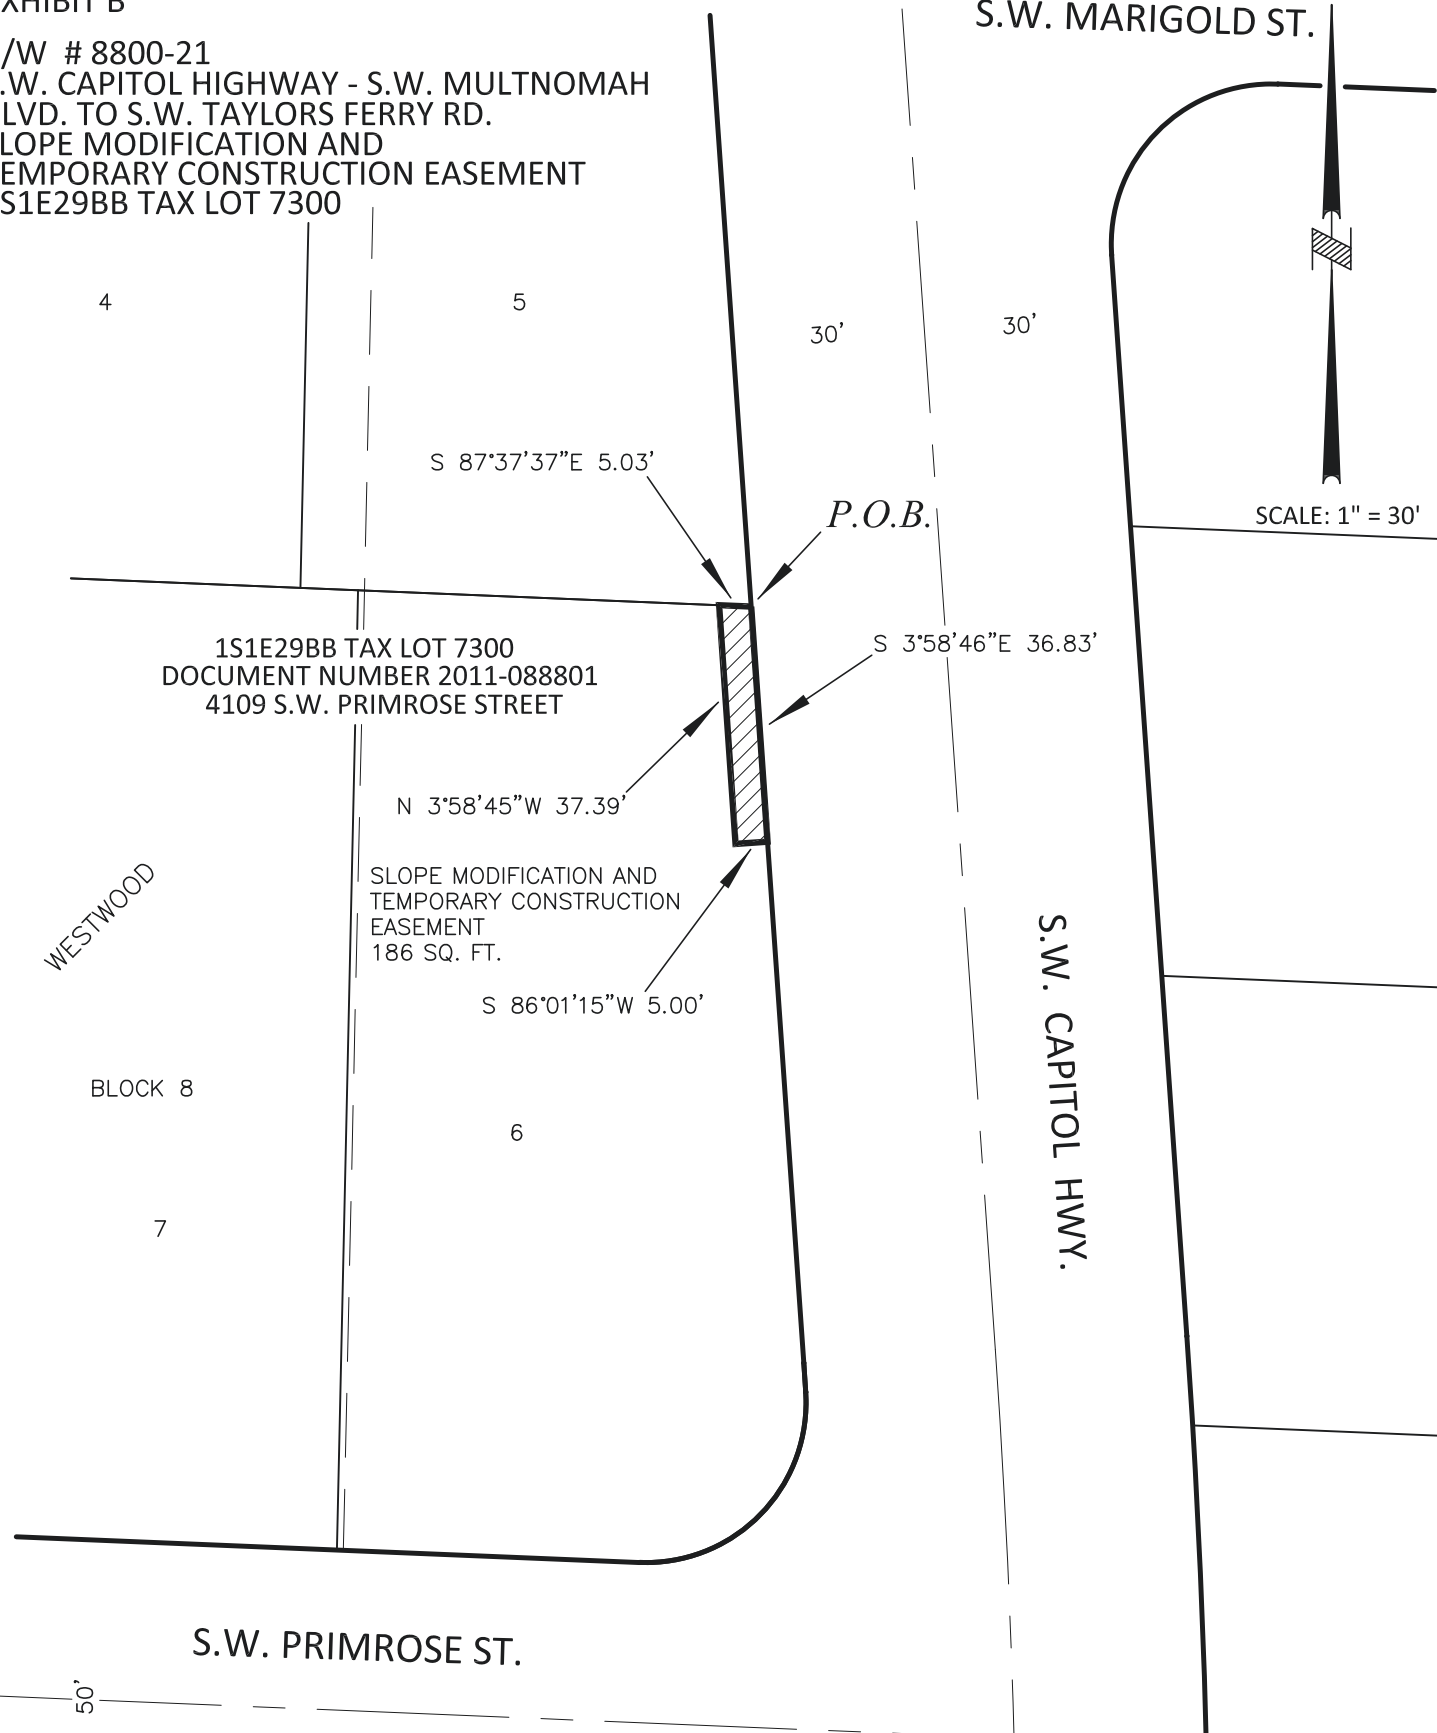 XHIBIT B
/W # 8800-21
.W. CAPITOL HIGHWAY - S.W. MULTNOMAH
LVD. TO S.W. TAYLORS FERRY RD.
LOPE MODIFICATION AND
EMPORARY CONSTRUCTION EASEMENT
S1E29BB TAX LOT 7300
S.W. MARIGOLD ST.
4
5
30'
30'
S 87°37'37"E 5.03'
P.O.B.
SCALE: 1" = 30'
1S1E29BB TAX LOT 7300
DOCUMENT NUMBER 2011-088801
4109 S.W. PRIMROSE STREET
S 3°58'46"E 36.83'
N 3°58'45"W 37.39'
SLOPE MODIFICATION AND
TEMPORARY CONSTRUCTION
EASEMENT
186 SQ. FT.
WESTWOOD
S 86°01'15"W 5.00'
S.W. CAPITOL HWY.
BLOCK 8
6
7
S.W. PRIMROSE ST.
50'